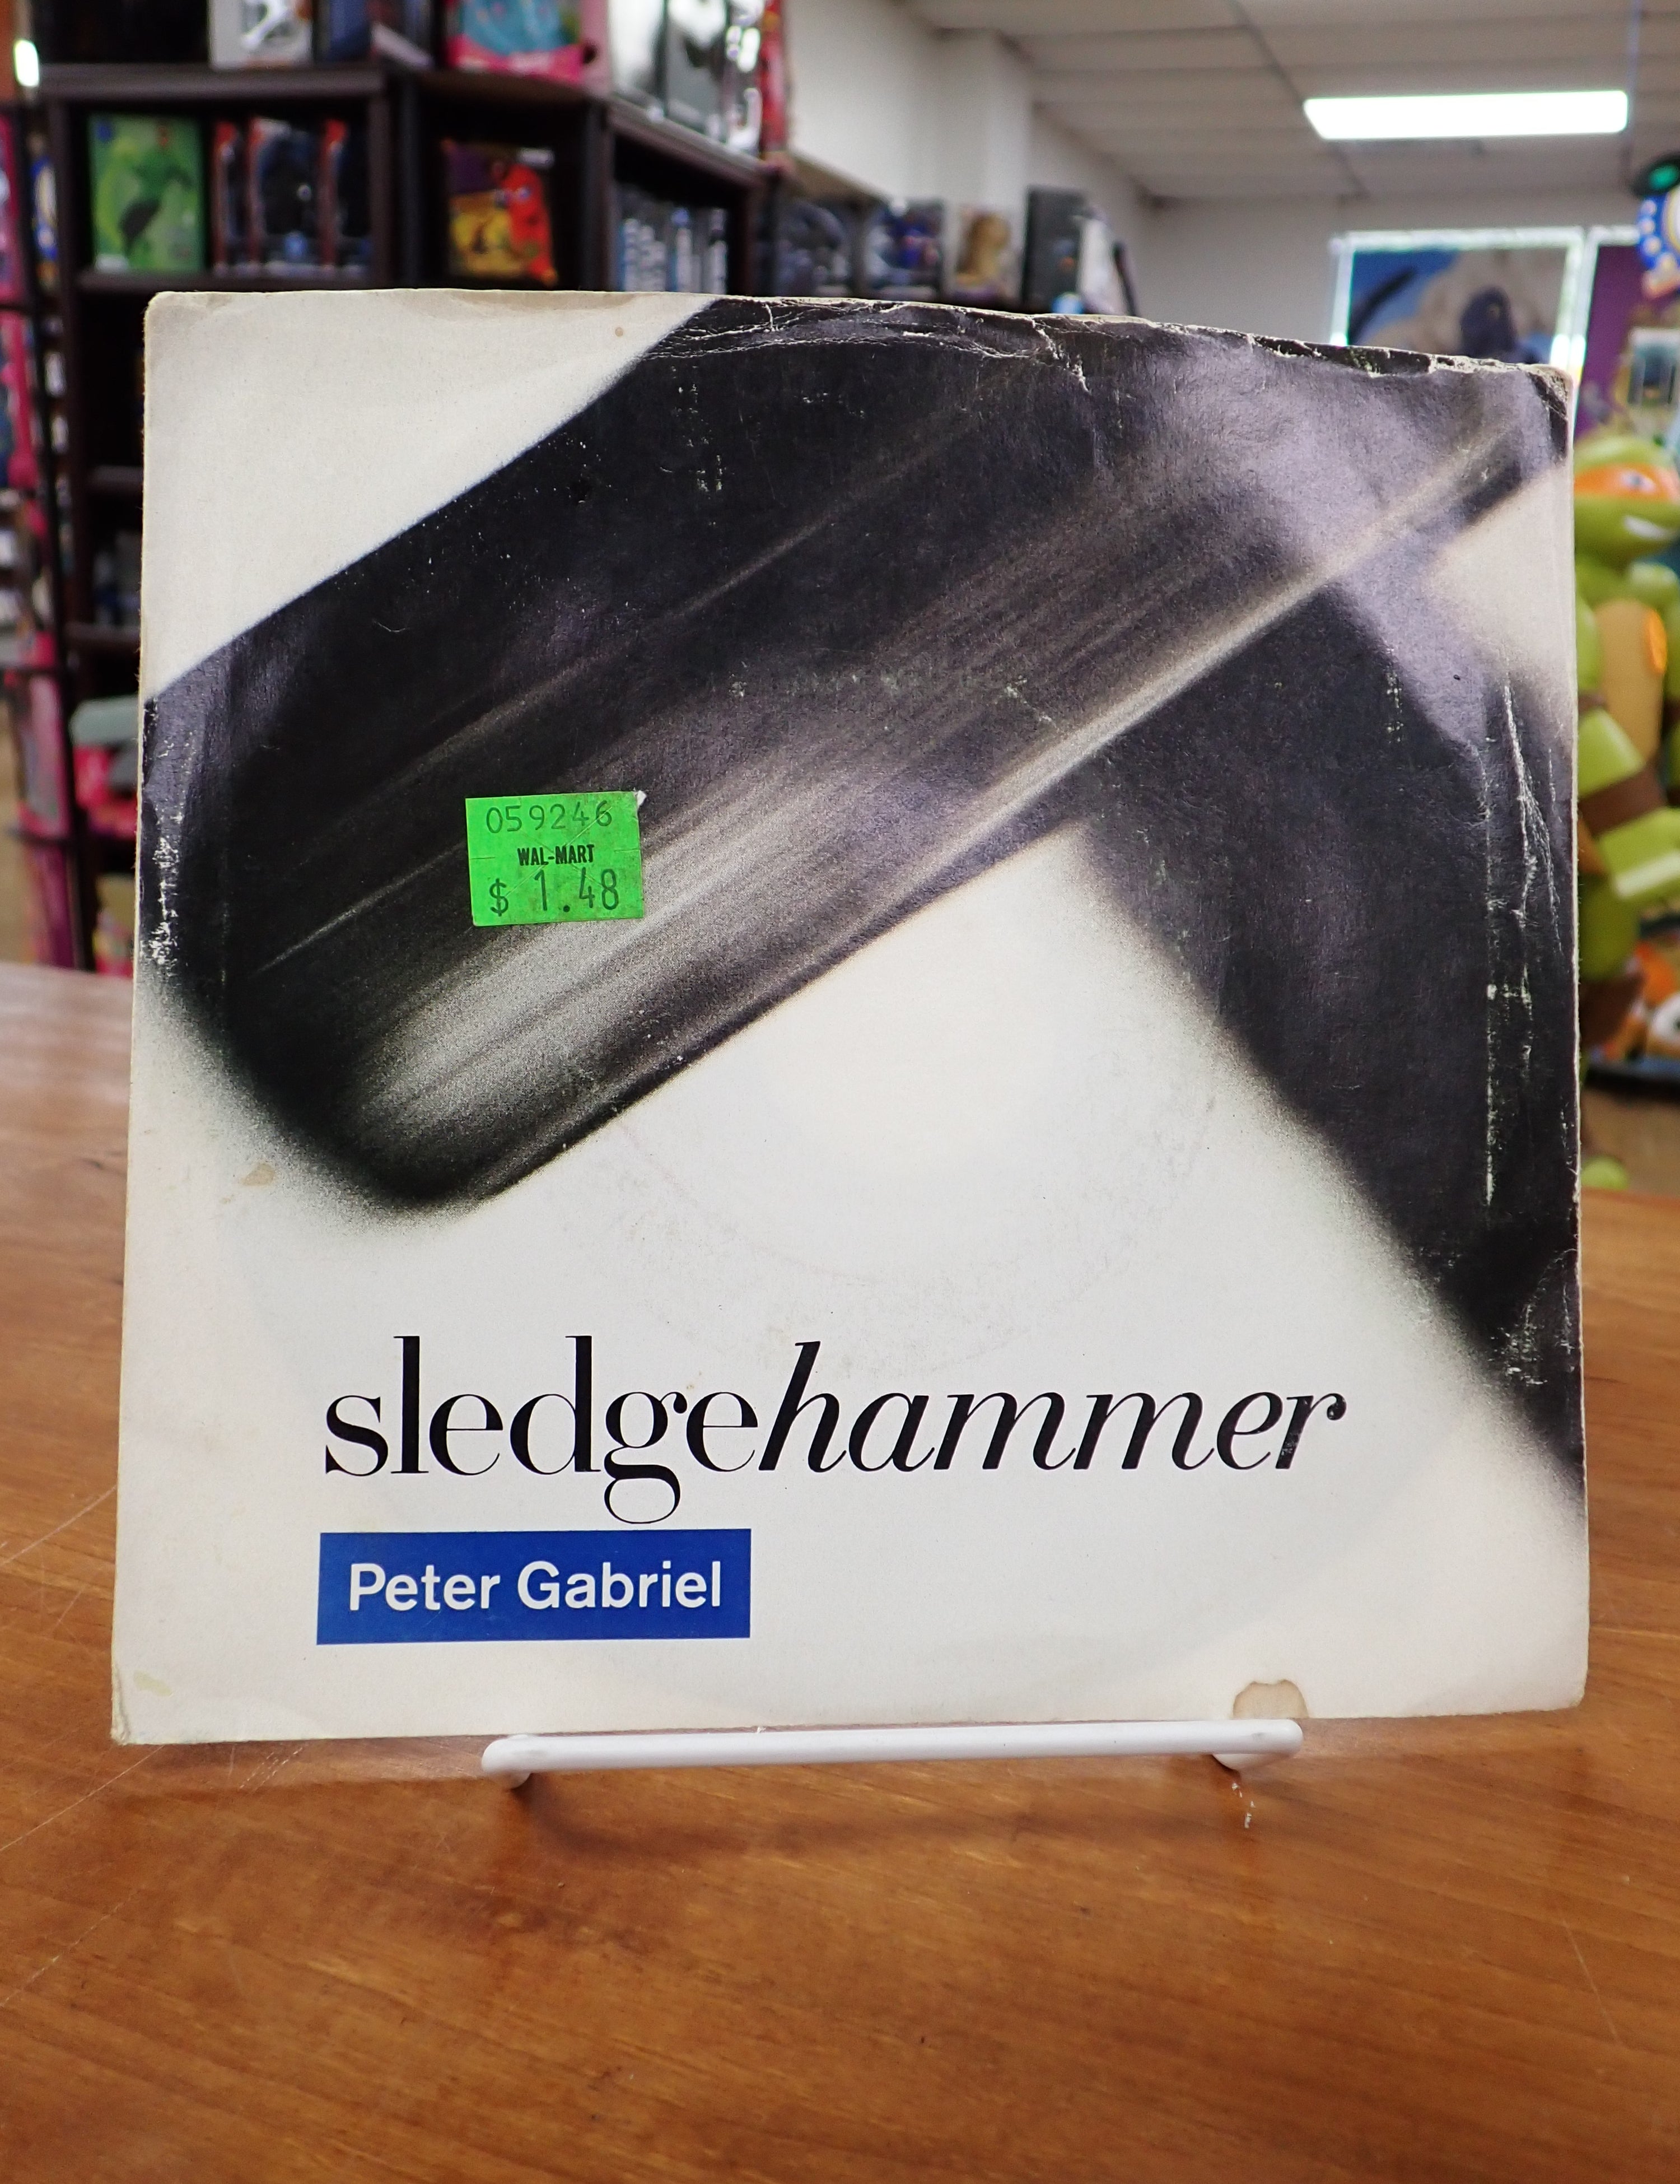 059246
WAL-MART
$ 1.48
sledgehammer
Peter Gabriel